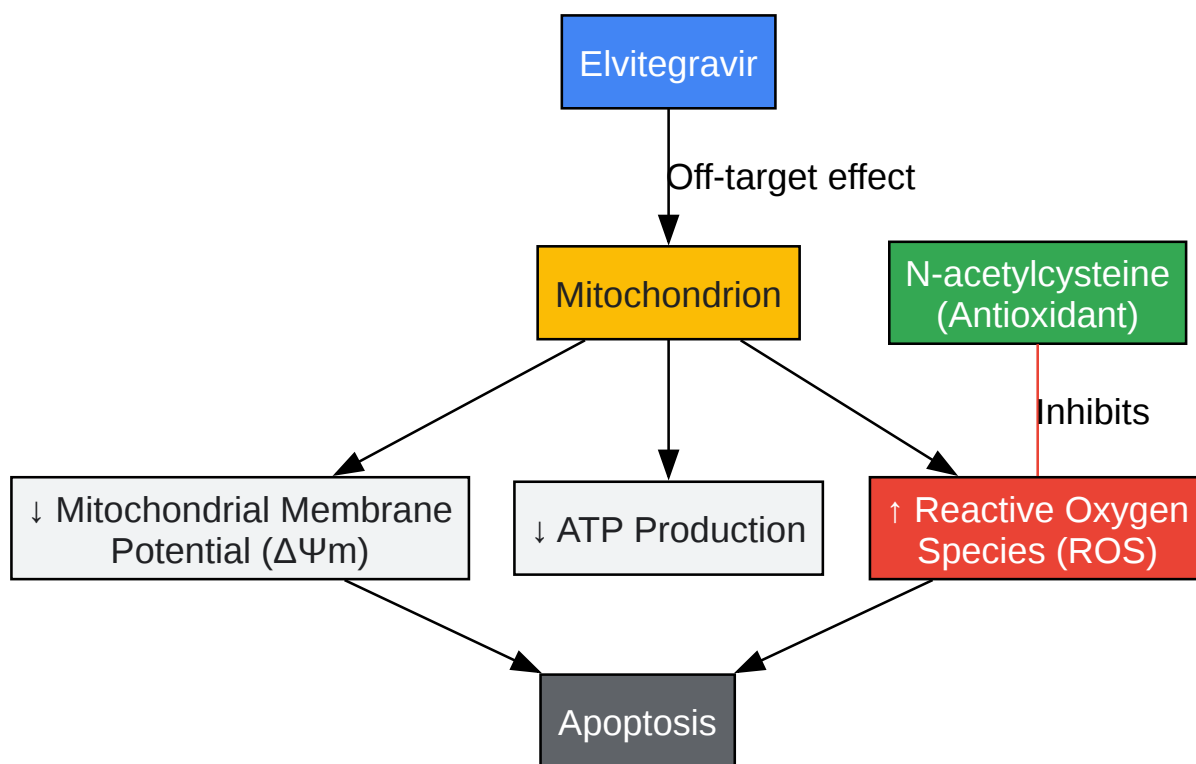 Elvitegravir
Off-target effect
Mitochondrion
N-acetylcysteine
(Antioxidant)
Inhibits
↓ Mitochondrial Membrane
Potential (ΔΨm)
↓ ATP Production
↑ Reactive Oxygen
Species (ROS)
Apoptosis